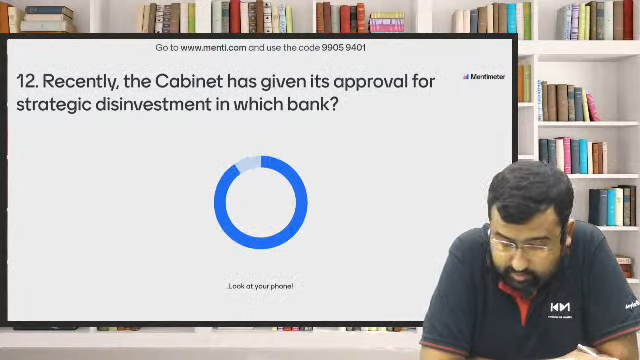 Go to www.menti.com and use the code 9905 9401
12. Recently, the Cabinet has given its approval for
strategic disinvestment in which bank?
Mentimeter
Look at your phone!
KM